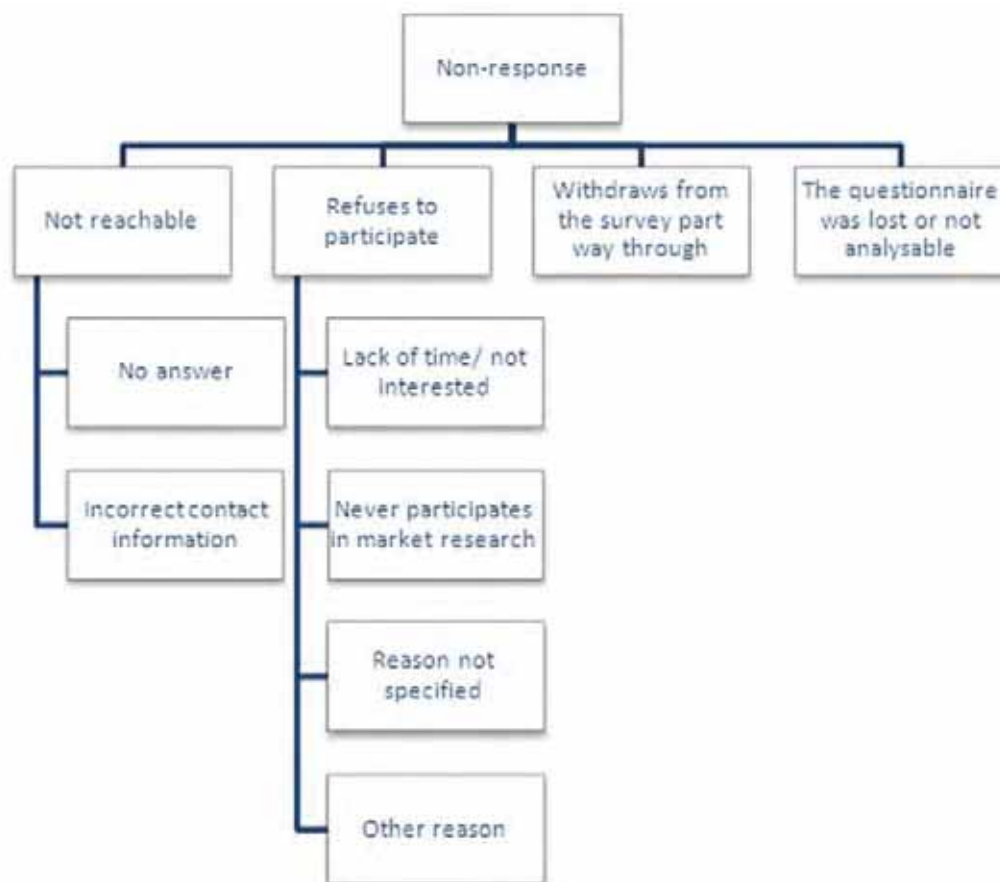 Non-response
Not reachable
Refuses to
participate
Withdraws from
the survey part
way through
The questionnaire
was lost or not
analysable
No answer
Incorrect contact
information
Lack of time/ not
interested
Never participates
in market research
Reason not
specified
Other reason